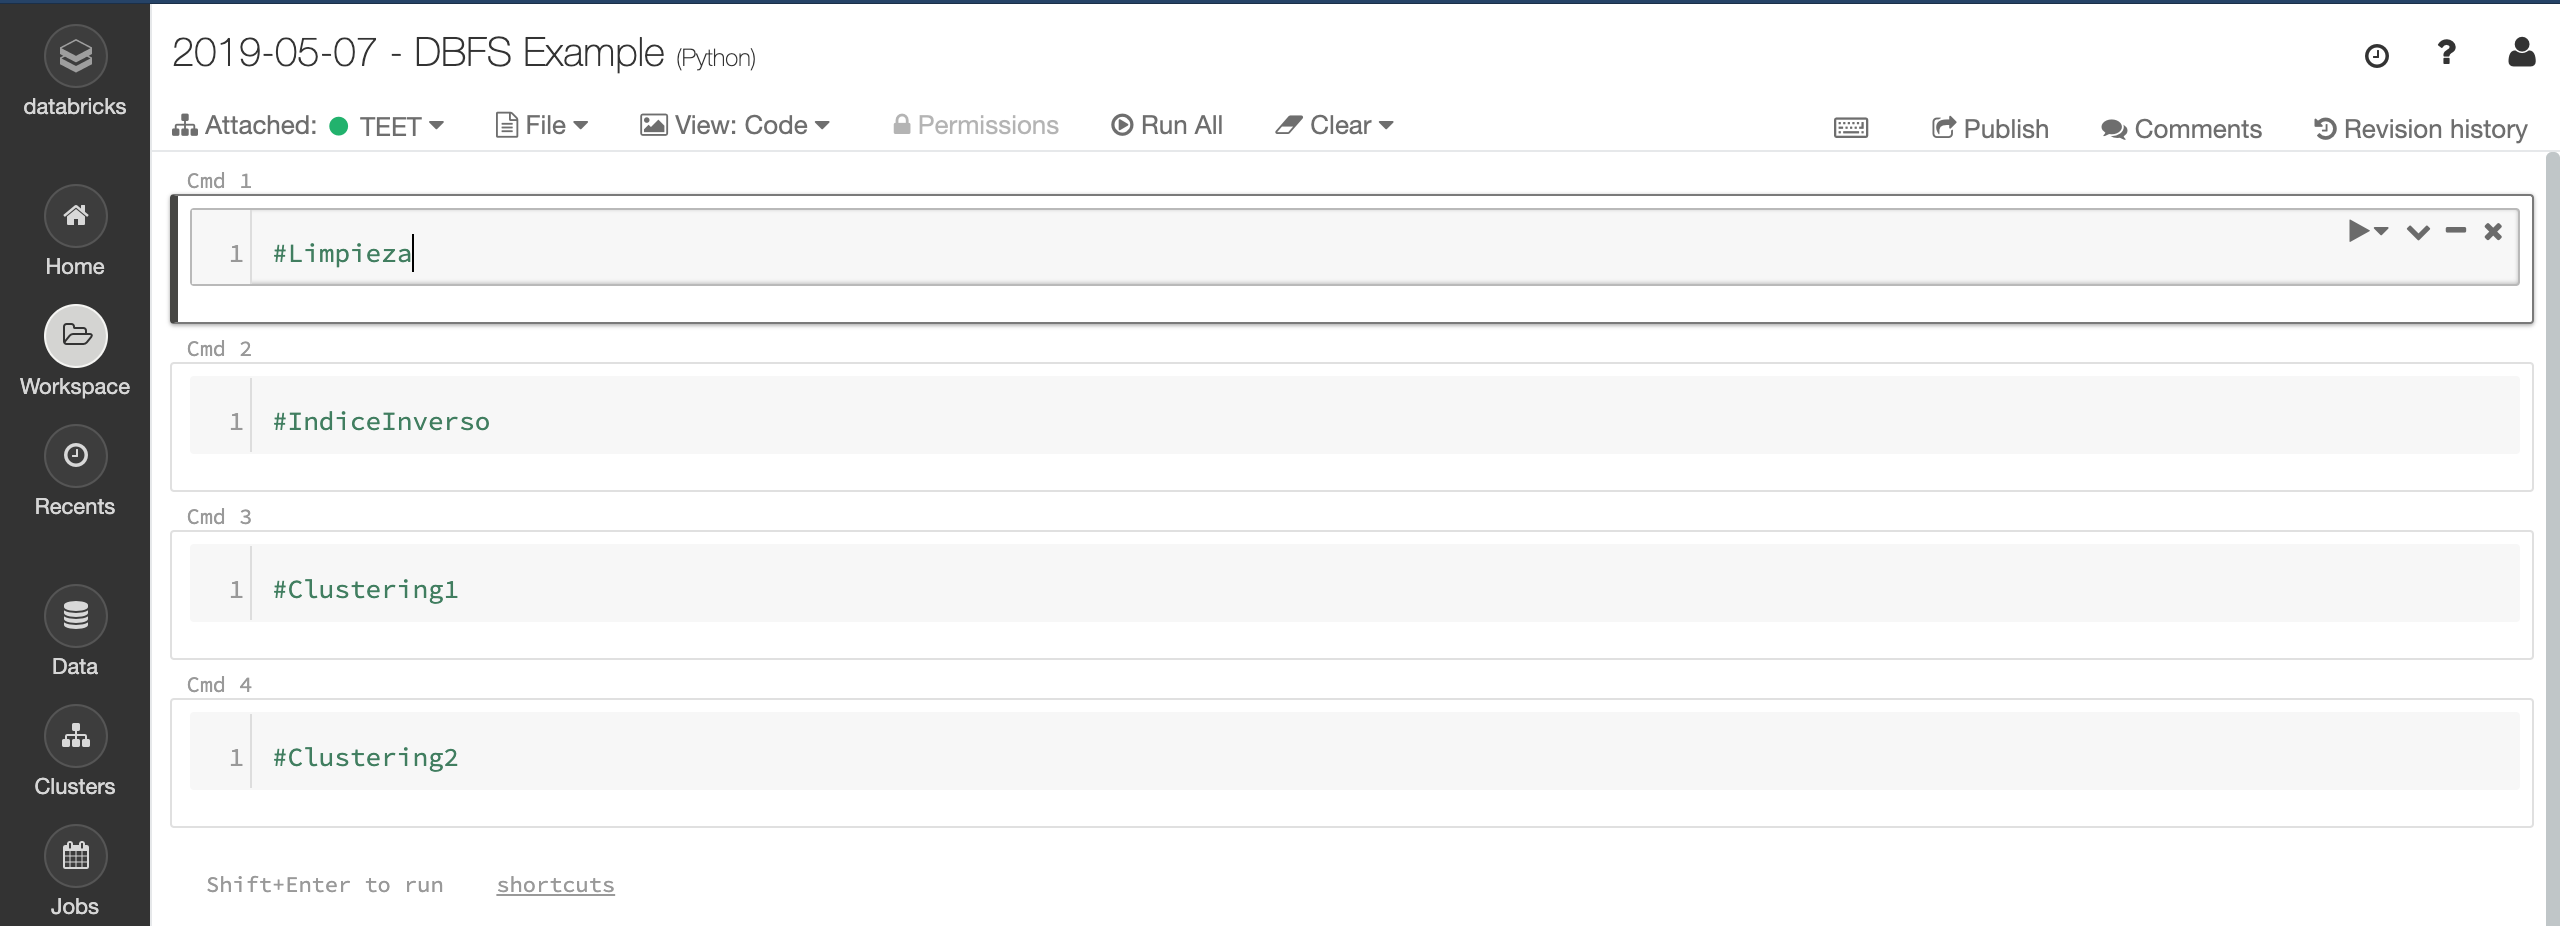 databricks
Home
Workspace
Recents
Data
Clusters
Jobs
2019-05-07 - DBFS Example (Python)
Attached: TEET File View: Code Permissions Run All Clear Publish Comments Revision history
Cmd 1
1 #Limpieza
Cmd 2
1 #IndiceInverso
Cmd 3
1 #Clustering1
Cmd 4
1 #Clustering2
Shift+Enter to run shortcuts